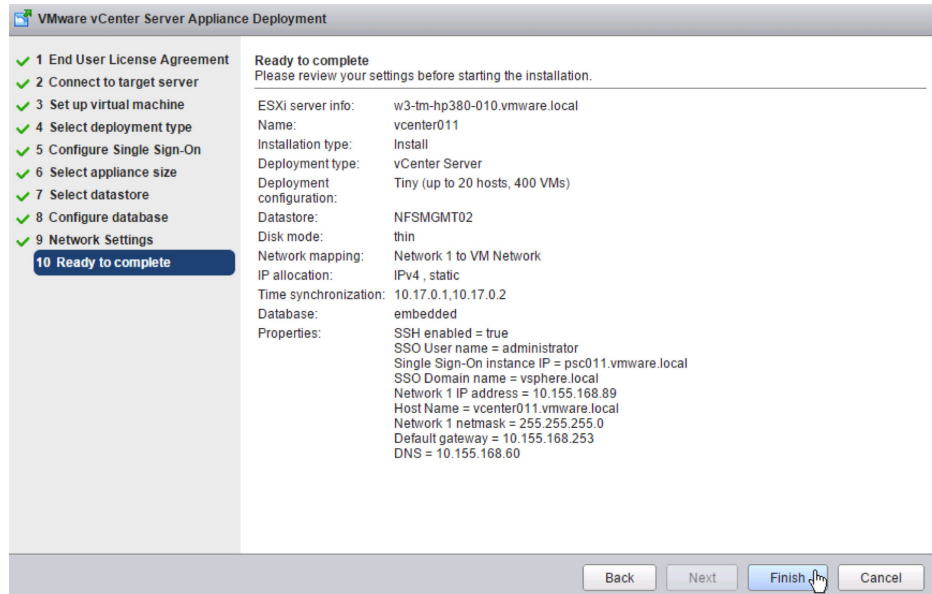 VMware vCenter Server Appliance Deployment
1 End User License Agreement
2 Connect to target server
3 Set up virtual machine
4 Select deployment type
5 Configure Single Sign-On
6 Select appliance size
7 Select datastore
8 Configure database
9 Network Settings
10 Ready to complete
Ready to complete
Please review your settings before starting the installation.
ESXi server info: w3-tm-hp380-010.vmware.local
Name: vcenter011
Installation type: Install
Deployment type: vCenter Server
Deployment configuration: Tiny (up to 20 hosts, 400 VMs)
Datastore: NFSMGMT02
Disk mode: thin
Network mapping: Network 1 to VM Network
IP allocation: IPv4 , static
Time synchronization: 10.17.0.1,10.17.0.2
Database: embedded
Properties: SSH enabled = true
SSO User name = administrator
Single Sign-On instance IP = psc011.vmware.local
SSO Domain name = vsphere.local
Network 1 IP address = 10.155.168.89
Host Name = vcenter011.vmware.local
Network 1 netmask = 255.255.255.0
Default gateway = 10.155.168.253
DNS = 10.155.168.60
Back Next Finish Cancel